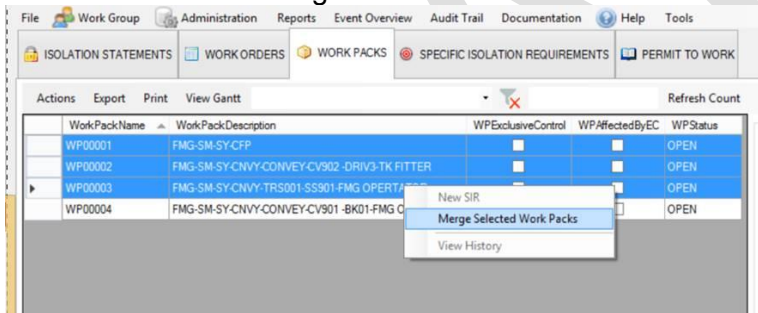 File Work Group Administration Reports Event Overview Audit Trail Documentation Help Tools
ISOLATION STATEMENTS WORK ORDERS WORK PACKS SPECIFIC ISOLATION REQUIREMENTS PERMIT TO WORK
Actions Export Print View Gantt Refresh Count
WorkPackName WorkPackDescription WPExclusiveControl WPAffectedByEC WPStatus
WP00001 FMG-SM-SY-CFP OPEN
WP00002 FMG-SM-SY-CNVY-CONVEY-CV902 -DRIV3-TK FITTER OPEN
WP00003 FMG-SM-SY-CNVY-TRS001-SS901-FMG OPERTATOR OPEN
New SIR
WP00004 FMG-SM-SY-CNVY-CONVEY-CV901 -BK01-FMG OPEN
Merge Selected Work Packs
View History